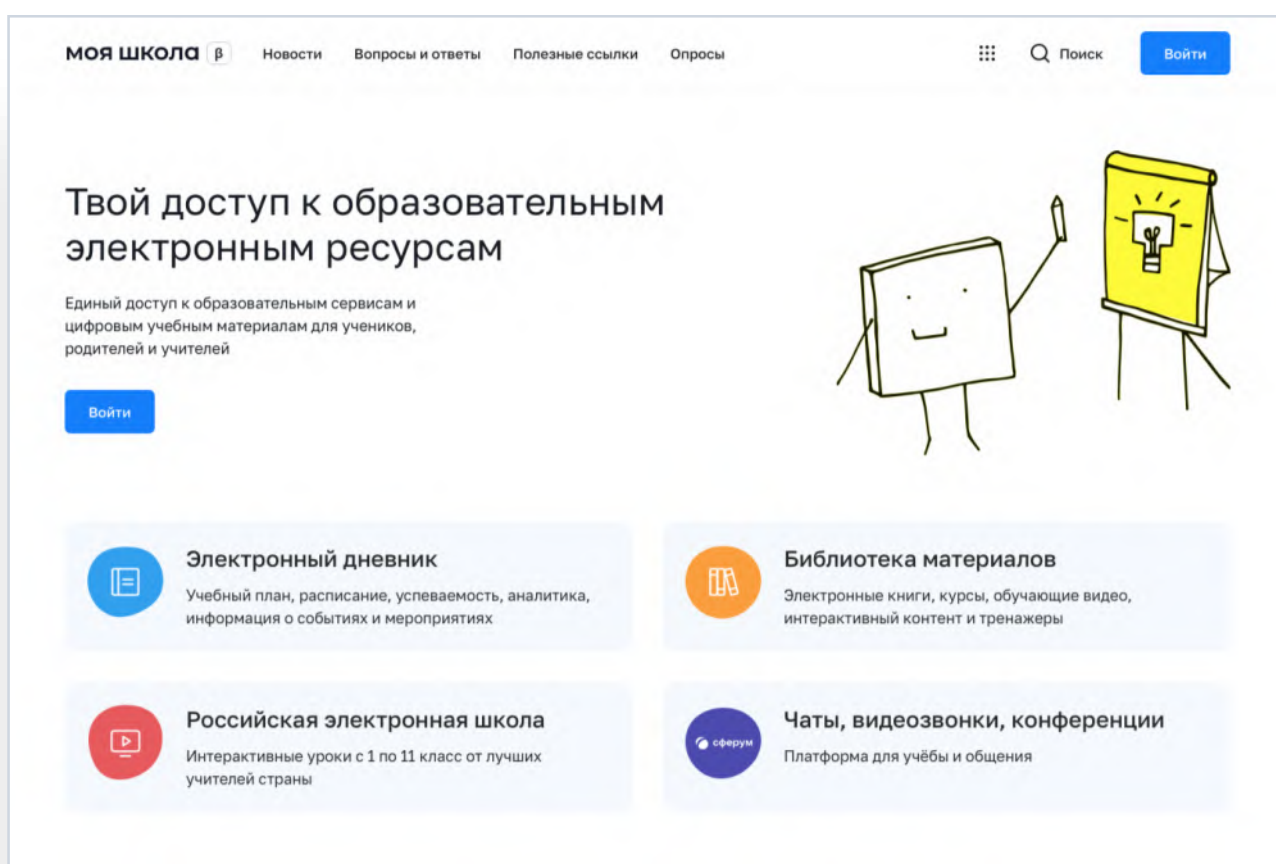 моя школа β Новости Вопросы и ответы Полезные ссылки Опросы Поиск Войти
Твой доступ к образовательным
электронным ресурсам
Единый доступ к образовательным сервисам и
цифровым учебным материалам для учеников,
родителей и учителей
Войти
Электронный дневник
Учебный план, расписание, успеваемость, аналитика,
информация о событиях и мероприятиях
Библиотека материалов
Электронные книги, курсы, обучающие видео,
интерактивный контент и тренажеры
Российская электронная школа
Интерактивные уроки с 1 по 11 класс от лучших
учителей страны
сферум
Чаты, видеозвонки, конференции
Платформа для учёбы и общения